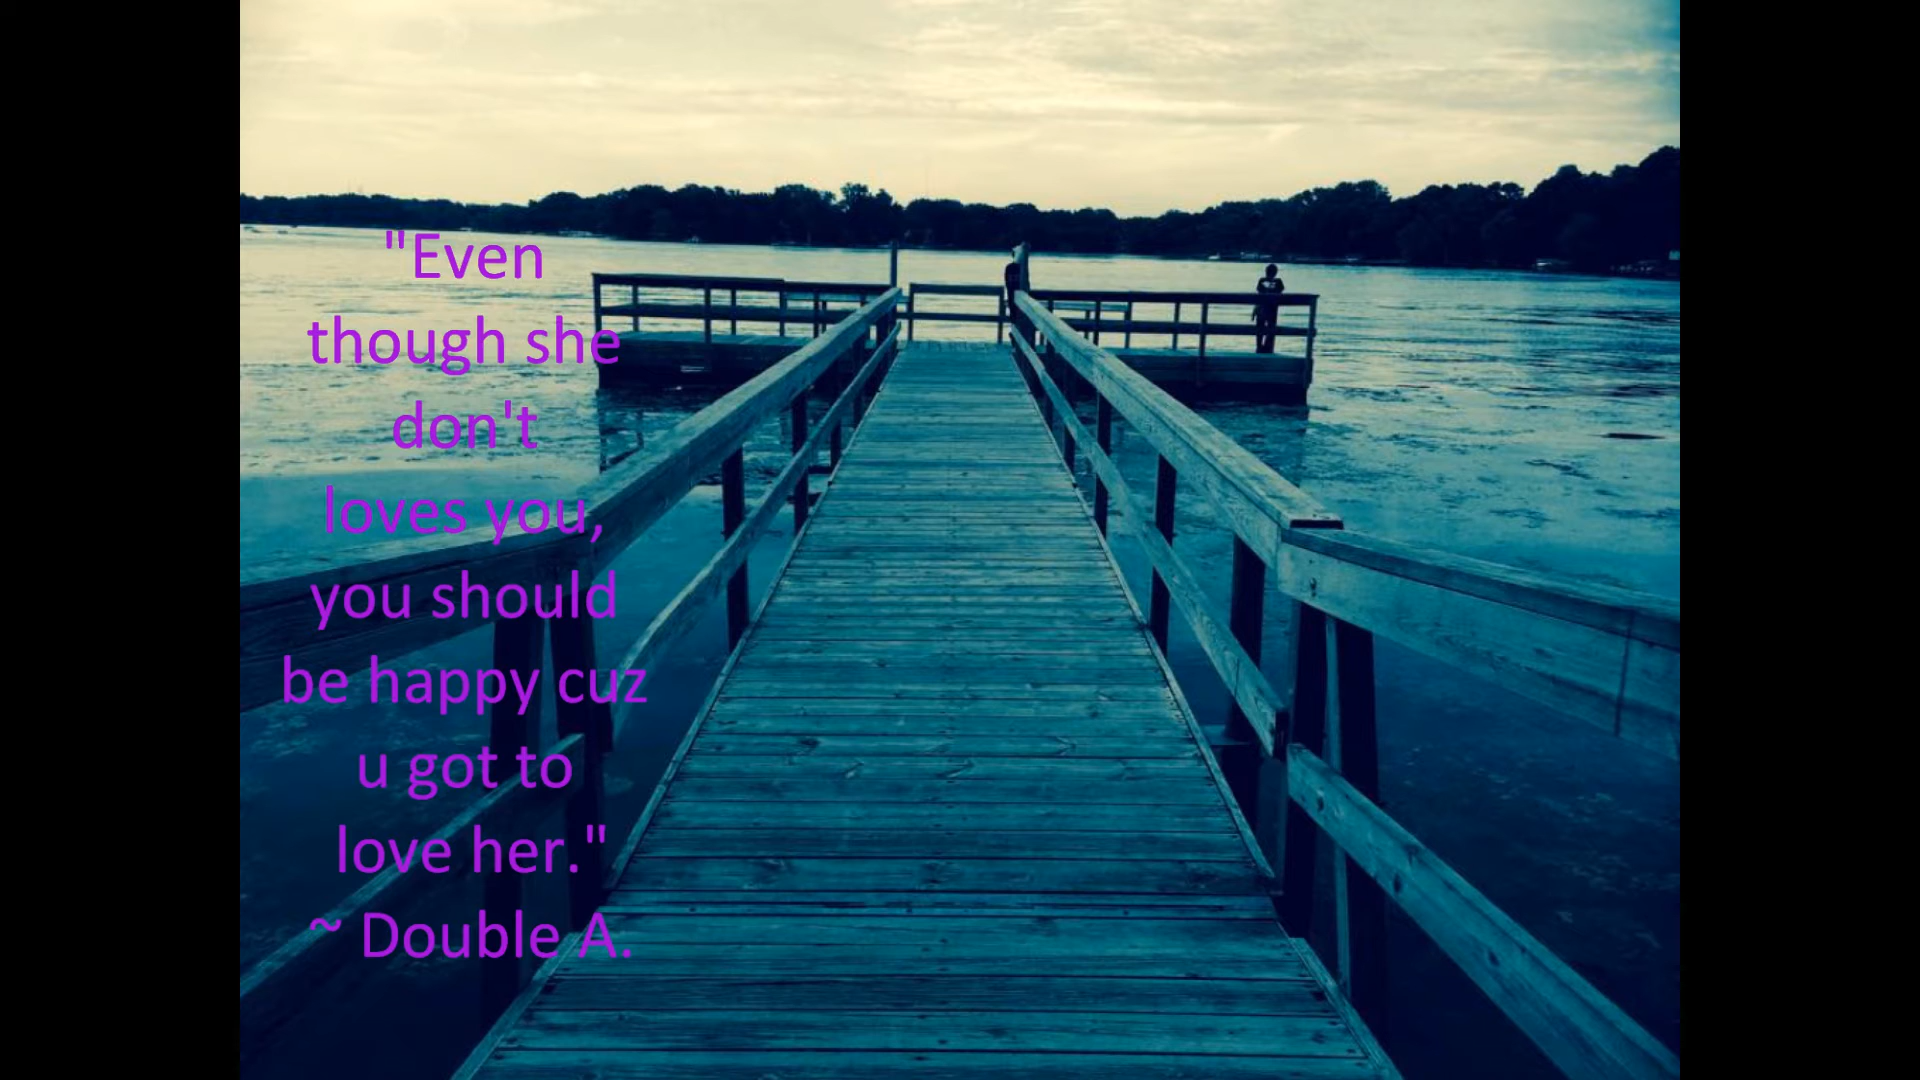 "Even
though she
don't
loves you,
you should
be happy cuz
u got to
love her."
~ Double A.